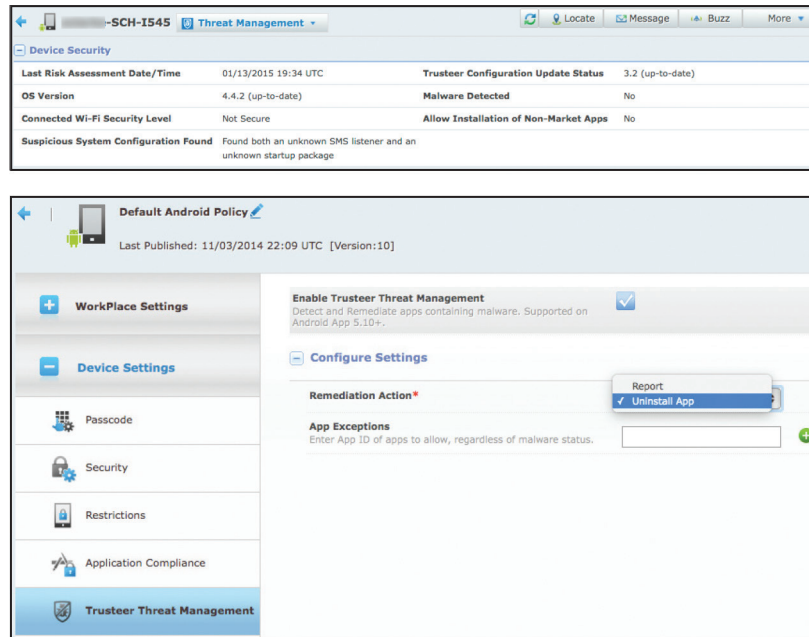 -SCH-I545 Threat Management
Locate Message Buzz More
Device Security
Last Risk Assessment Date/Time 01/13/2015 19:34 UTC Trusteer Configuration Update Status 3.2 (up-to-date)
OS Version 4.4.2 (up-to-date) Malware Detected No
Connected Wi-Fi Security Level Not Secure Allow Installation of Non-Market Apps No
Suspicious System Configuration Found Found both an unknown SMS listener and an
unknown startup package
Default Android Policy
Last Published: 11/03/2014 22:09 UTC [Version:10]
WorkPlace Settings
Device Settings
Passcode
Security
Restrictions
Application Compliance
Trusteer Threat Management
Enable Trusteer Threat Management
Detect and Remediate apps containing malware. Supported on
Android App 5.10+.
Configure Settings
Remediation Action*
Report
✓ Uninstall App
App Exceptions
Enter App ID of apps to allow, regardless of malware status.